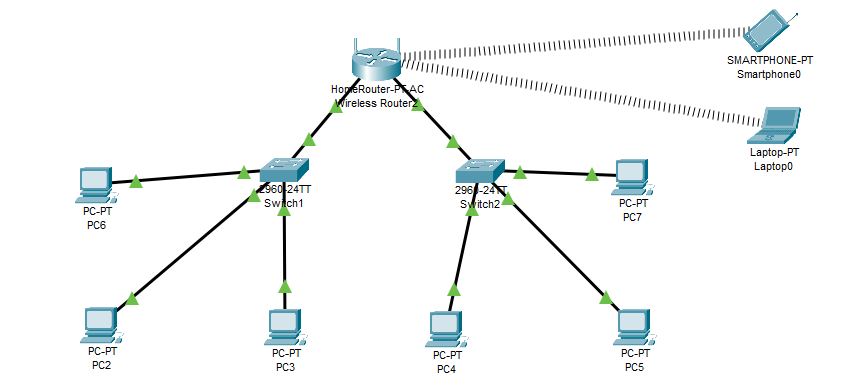 SMARTPHONE-PT
Smartphone0
HomeRouter-PT-AC
Wireless Router2
Laptop-PT
Laptop0
2960-24TT
Switch1
2960-24TT
Switch2
PC-PT
PC6
PC-PT
PC7
PC-PT
PC2
PC-PT
PC3
PC-PT
PC4
PC-PT
PC5